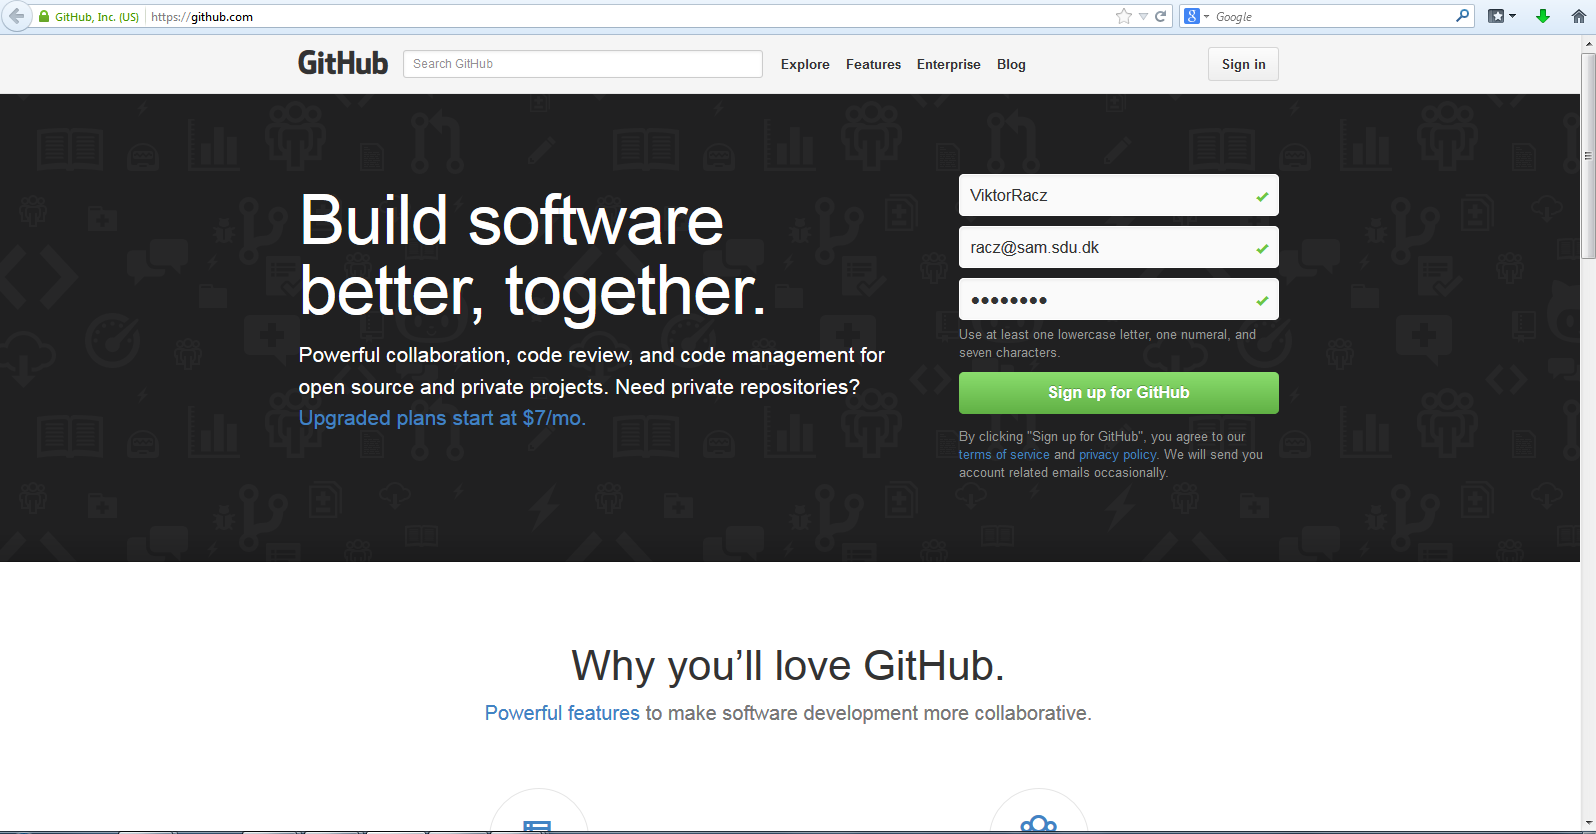 GitHub, Inc. (US) https://github.com Google
GitHub Search GitHub Explore Features Enterprise Blog Sign in
Build software
better, together.
Powerful collaboration, code review, and code management for
open source and private projects. Need private repositories?
Upgraded plans start at $7/mo.
ViktorRacz
racz@sam.sdu.dk
Use at least one lowercase letter, one numeral, and
seven characters.
Sign up for GitHub
By clicking "Sign up for GitHub", you agree to our
terms of service and privacy policy. We will send you
account related emails occasionally.
Why you’ll love GitHub.
Powerful features to make software development more collaborative.